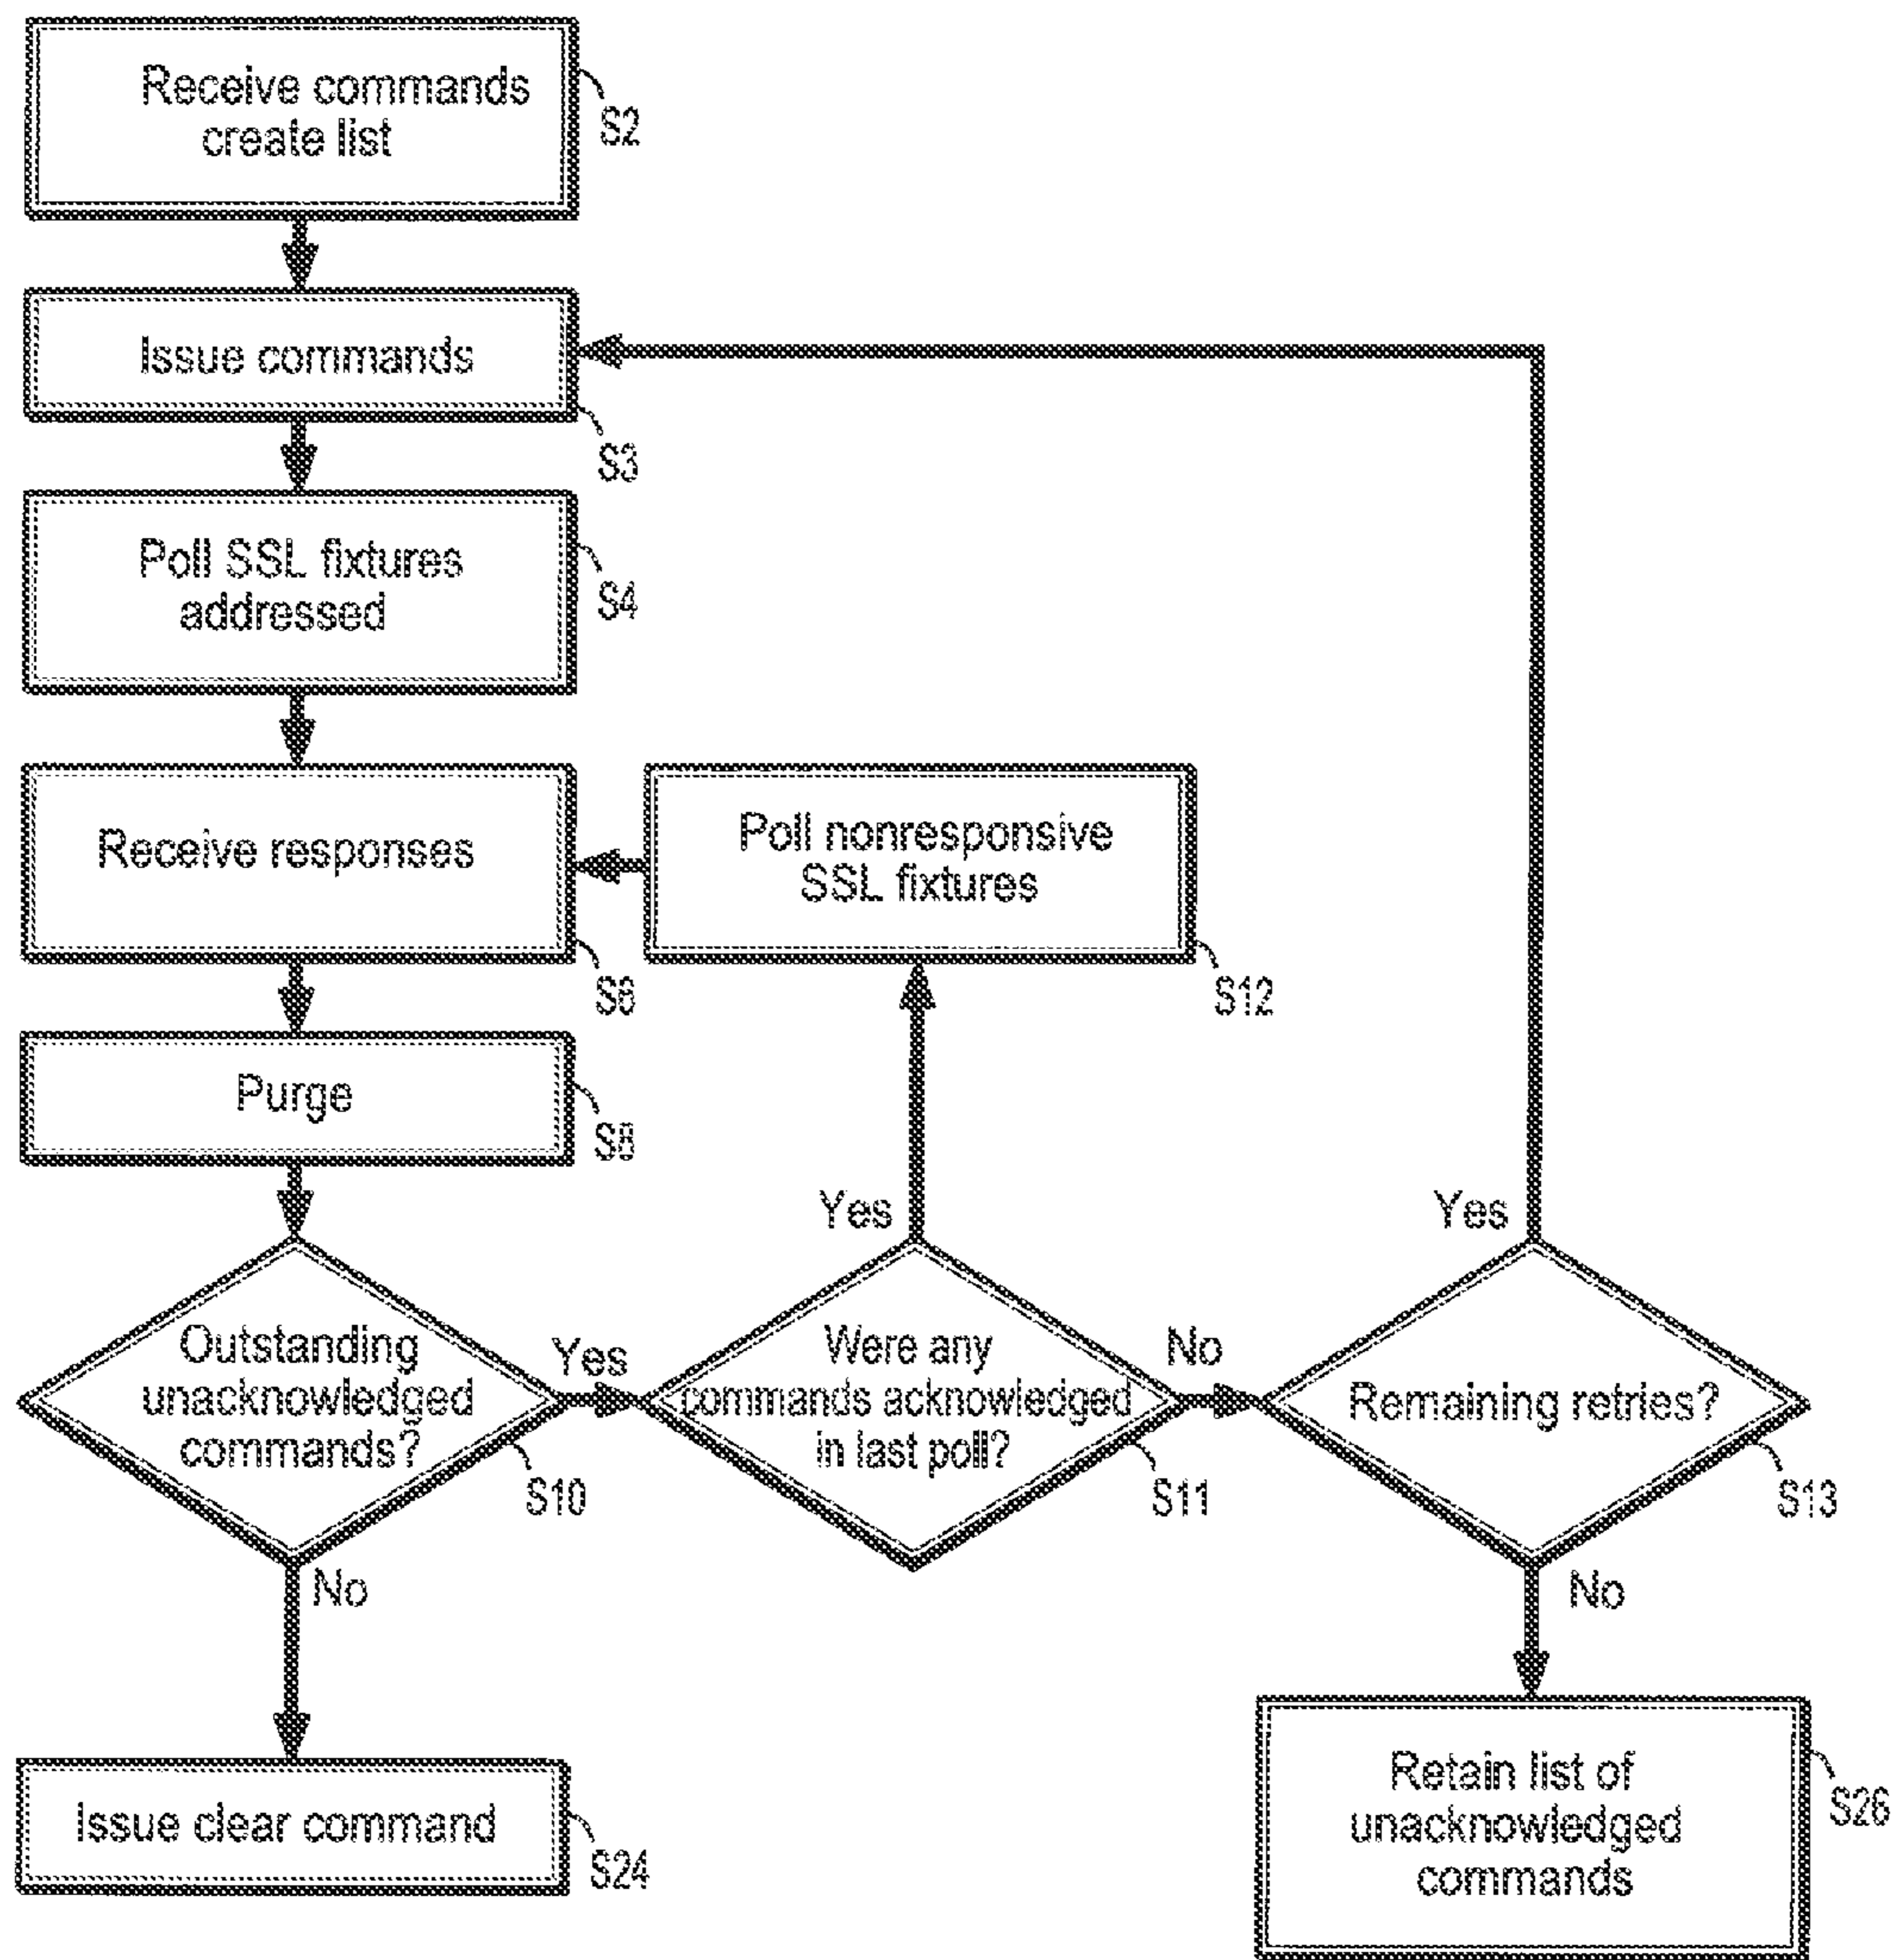 Receive commands
create list
S2
Issue commands
S3
Poll SSL fixtures
addressed
S4
Receive responses
S6
Poll nonresponsive
SSL fixtures
S12
Purge
S8
Outstanding
unacknowledged
commands?
S10
Yes
No
Were any
commands acknowledged
in last poll?
S11
Yes
No
Remaining retries?
S13
Yes
No
Issue clear command
S24
Retain list of
unacknowledged
commands
S26